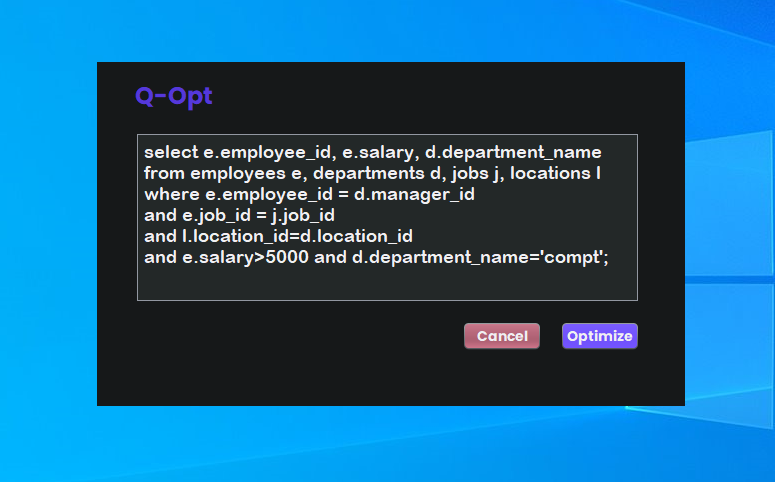 Q-Opt
select e.employee_id, e.salary, d.department_name
from employees e, departments d, jobs j, locations l
where e.employee_id = d.manager_id
and e.job_id = j.job_id
and l.location_id=d.location_id
and e.salary>5000 and d.department_name='compt';
Cancel Optimize